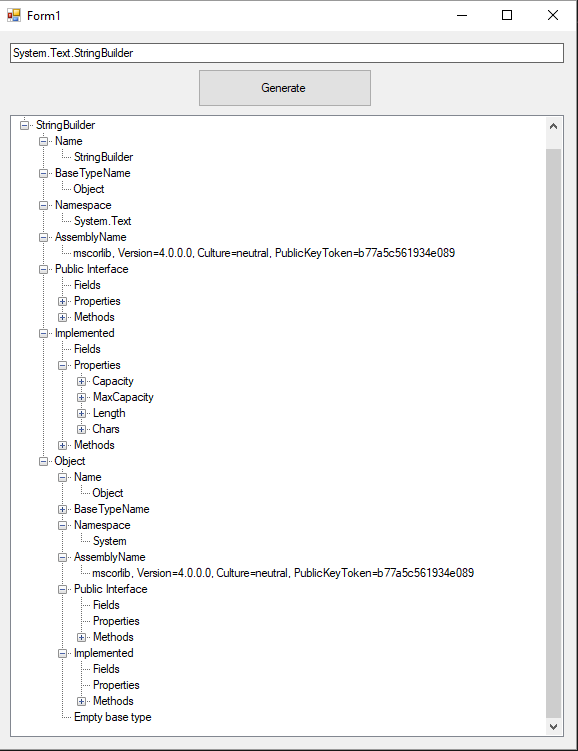 Form1
System.Text.StringBuilder
Generate
StringBuilder
Name
StringBuilder
BaseTypeName
Object
Namespace
System.Text
AssemblyName
mscorlib, Version=4.0.0.0, Culture=neutral, PublicKeyToken=b77a5c561934e089
Public Interface
Fields
Properties
Methods
Implemented
Fields
Properties
Capacity
MaxCapacity
Length
Chars
Methods
Object
Name
Object
BaseTypeName
Namespace
System
AssemblyName
mscorlib, Version=4.0.0.0, Culture=neutral, PublicKeyToken=b77a5c561934e089
Public Interface
Fields
Properties
Methods
Implemented
Fields
Properties
Methods
Empty base type